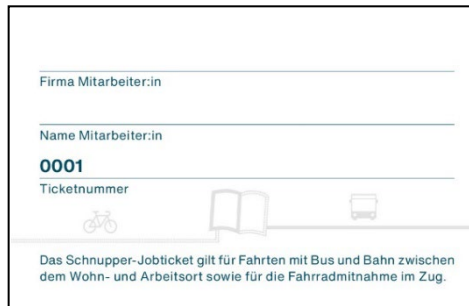 Firma Mitarbeiter:in
Name Mitarbeiter:in
0001
Ticketnummer
Das Schnupper-Jobticket gilt für Fahrten mit Bus und Bahn zwischen
dem Wohn- und Arbeitsort sowie für die Fahrradmitnahme im Zug.